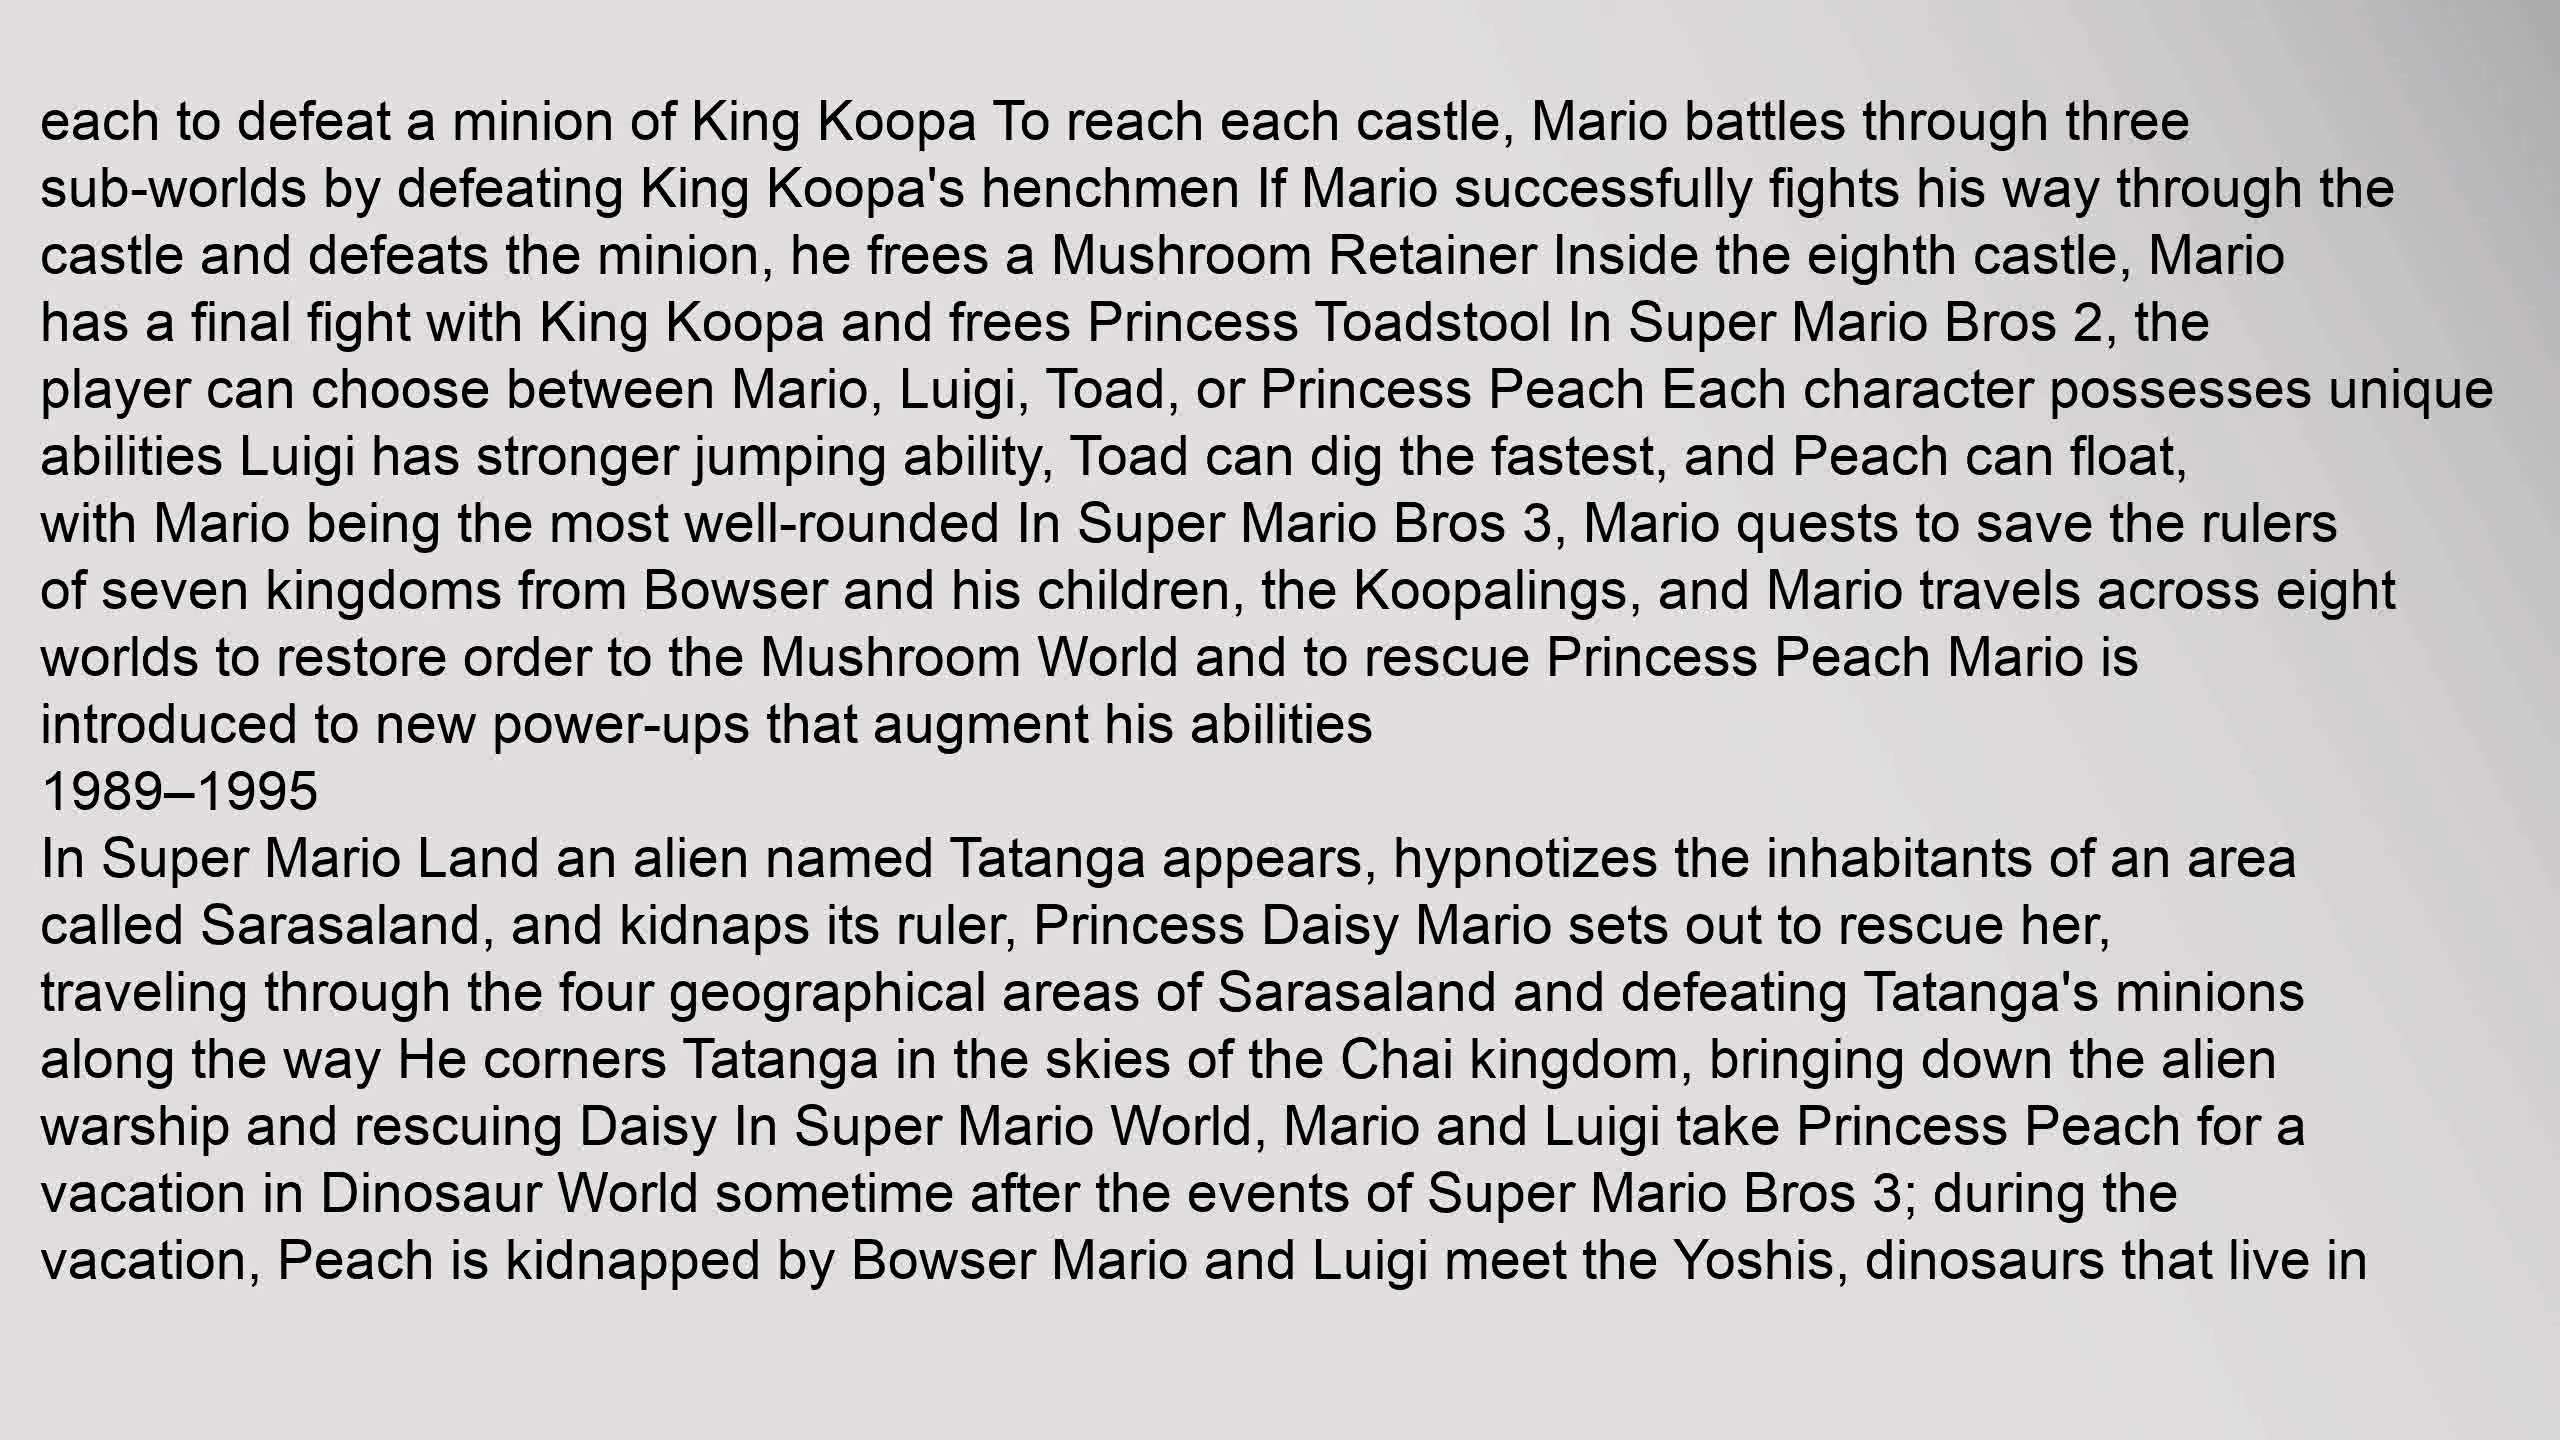 each to defeat a minion of King Koopa To reach each castle, Mario battles through three
sub-worlds by defeating King Koopa's henchmen If Mario successfully fights his way through the
castle and defeats the minion, he frees a Mushroom Retainer Inside the eighth castle, Mario
has a final fight with King Koopa and frees Princess Toadstool In Super Mario Bros 2, the
player can choose between Mario, Luigi, Toad, or Princess Peach Each character possesses unique
abilities Luigi has stronger jumping ability, Toad can dig the fastest, and Peach can float,
with Mario being the most well-rounded In Super Mario Bros 3, Mario quests to save the rulers
of seven kingdoms from Bowser and his children, the Koopalings, and Mario travels across eight
worlds to restore order to the Mushroom World and to rescue Princess Peach Mario is
introduced to new power-ups that augment his abilities
1989–1995
In Super Mario Land an alien named Tatanga appears, hypnotizes the inhabitants of an area
called Sarasaland, and kidnaps its ruler, Princess Daisy Mario sets out to rescue her,
traveling through the four geographical areas of Sarasaland and defeating Tatanga's minions
along the way He corners Tatanga in the skies of the Chai kingdom, bringing down the alien
warship and rescuing Daisy In Super Mario World, Mario and Luigi take Princess Peach for a
vacation in Dinosaur World sometime after the events of Super Mario Bros 3; during the
vacation, Peach is kidnapped by Bowser Mario and Luigi meet the Yoshis, dinosaurs that live in